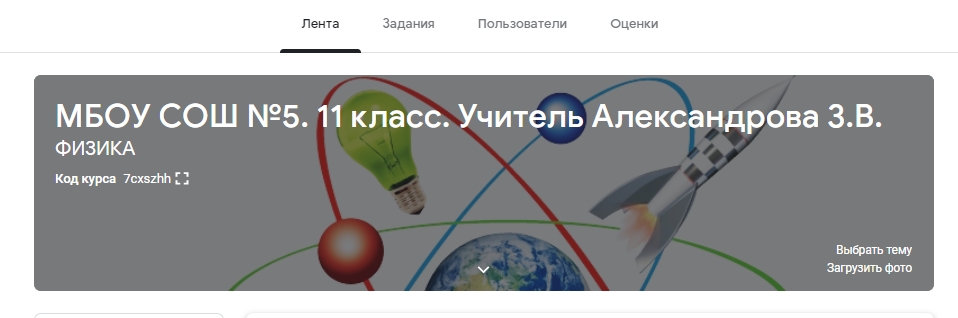 Лента Задания Пользователи Оценки
МБОУ СОШ №5. 11 класс. Учитель Александрова З.В.
ФИЗИКА
Код курса 7cxszhh
Выбрать тему
Загрузить фото